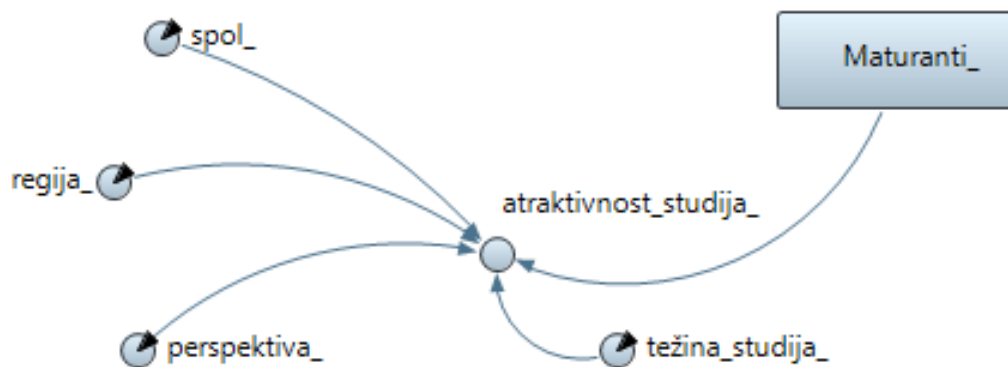 spol_
Maturanti_
regija_
atraktivnost_studija_
perspektiva_
težina_studija_